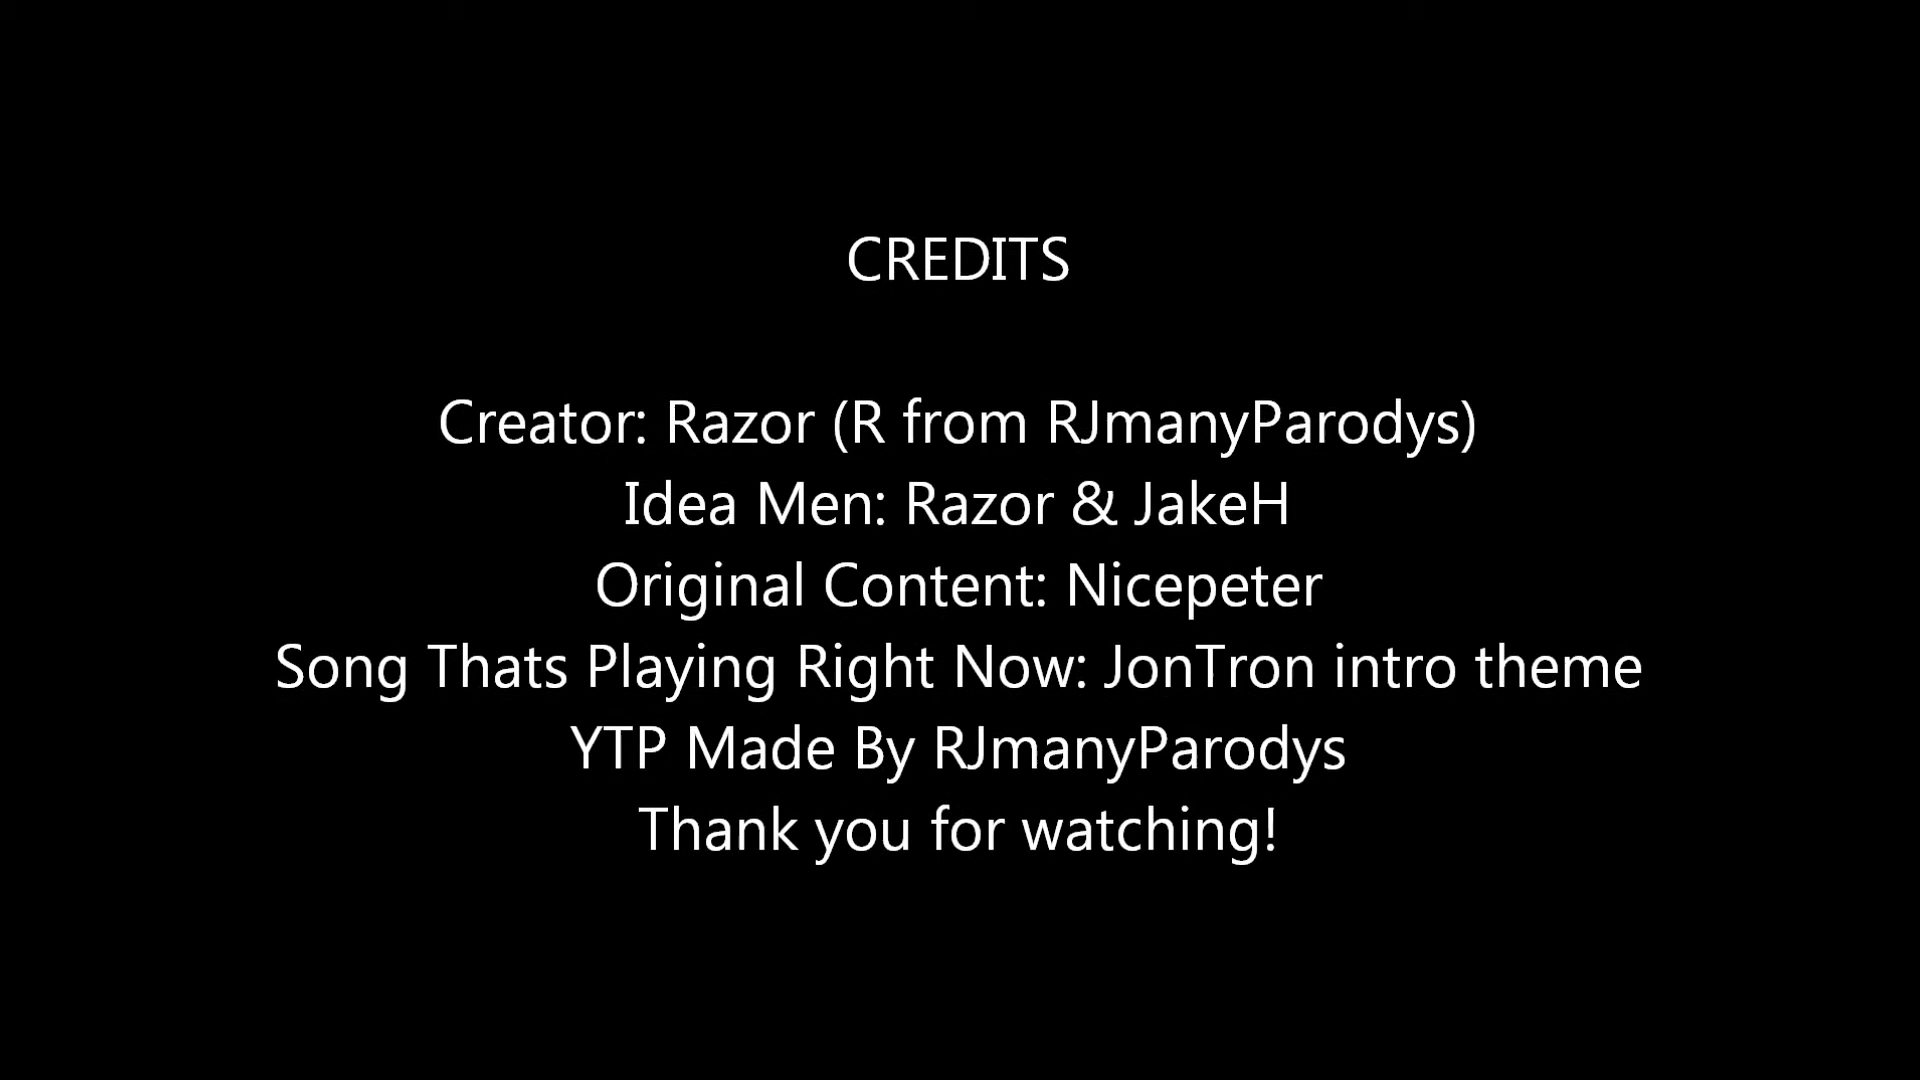 CREDITS
Creator: Razor (R from RJmanyParodys)
Idea Men: Razor & JakeH
Original Content: Nicepeter
Song Thats Playing Right Now: JonTron intro theme
YTP Made By RJmanyParodys
Thank you for watching!